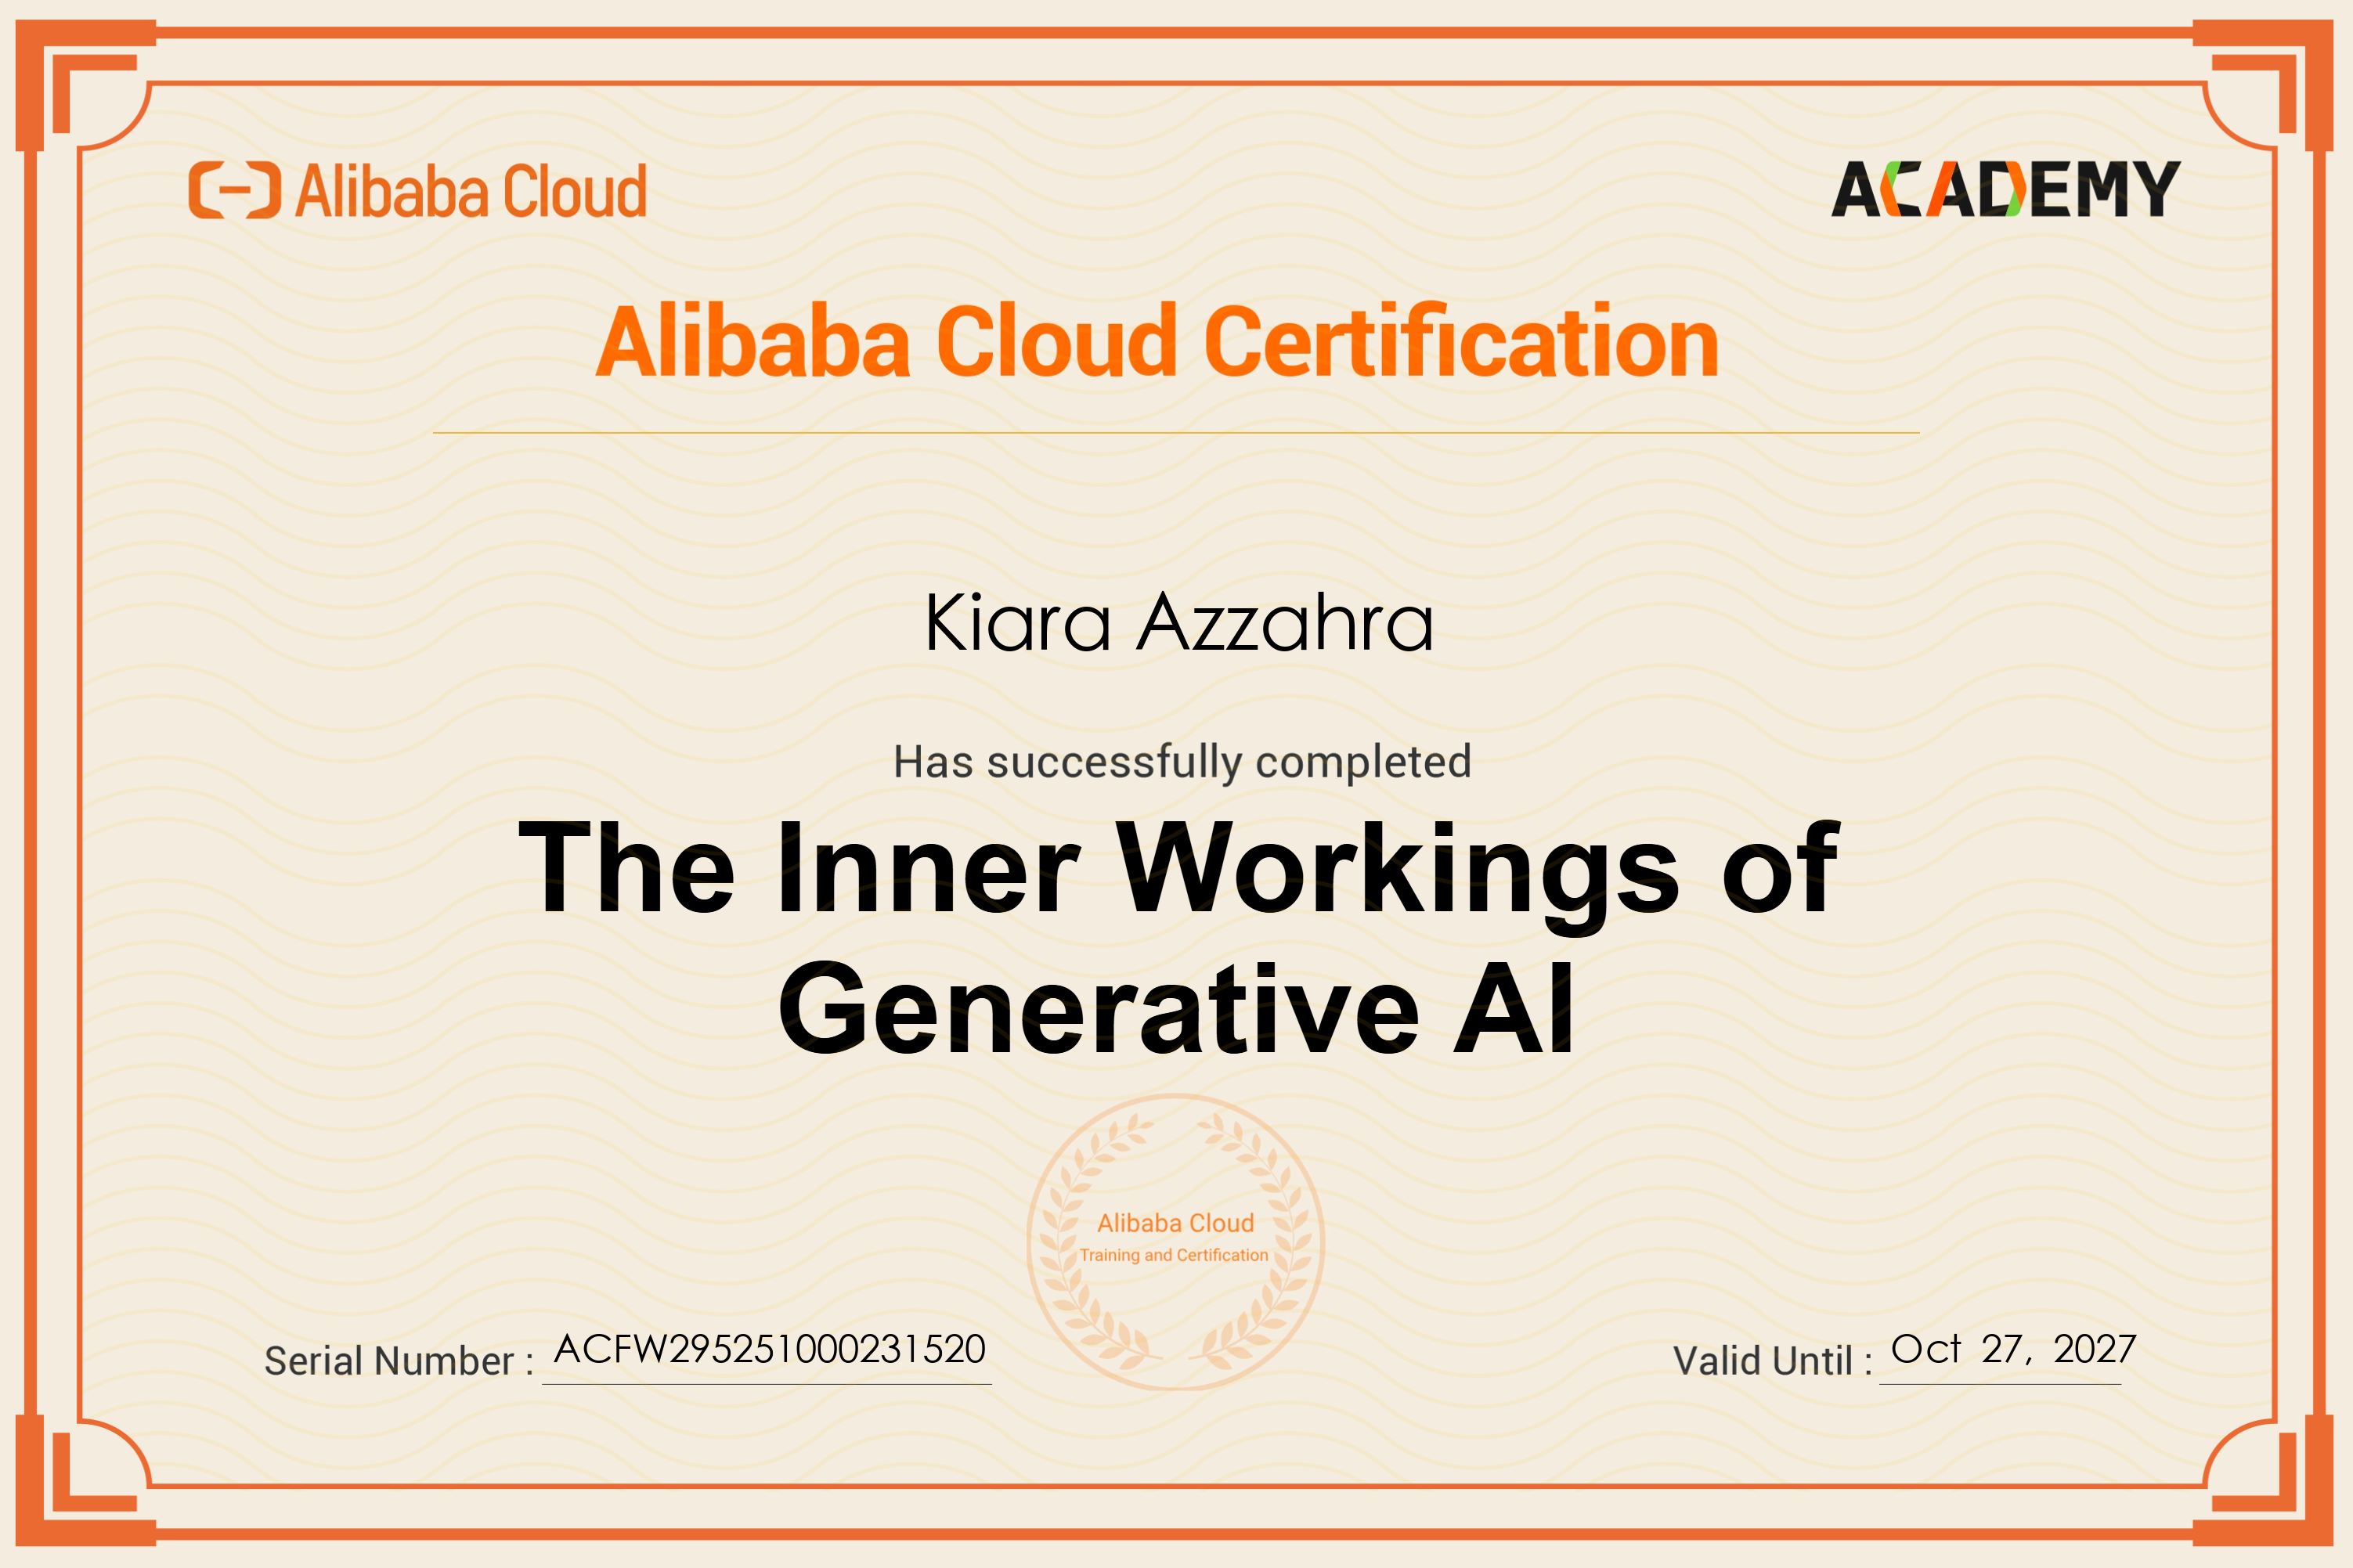 Alibaba Cloud
ACADEMY
Alibaba Cloud Certification
Kiara Azzahra
Has successfully completed
The Inner Workings of
Generative AI
Alibaba Cloud
Training and Certification
Serial Number : ACFW295251000231520
Valid Until : Oct 27, 2027